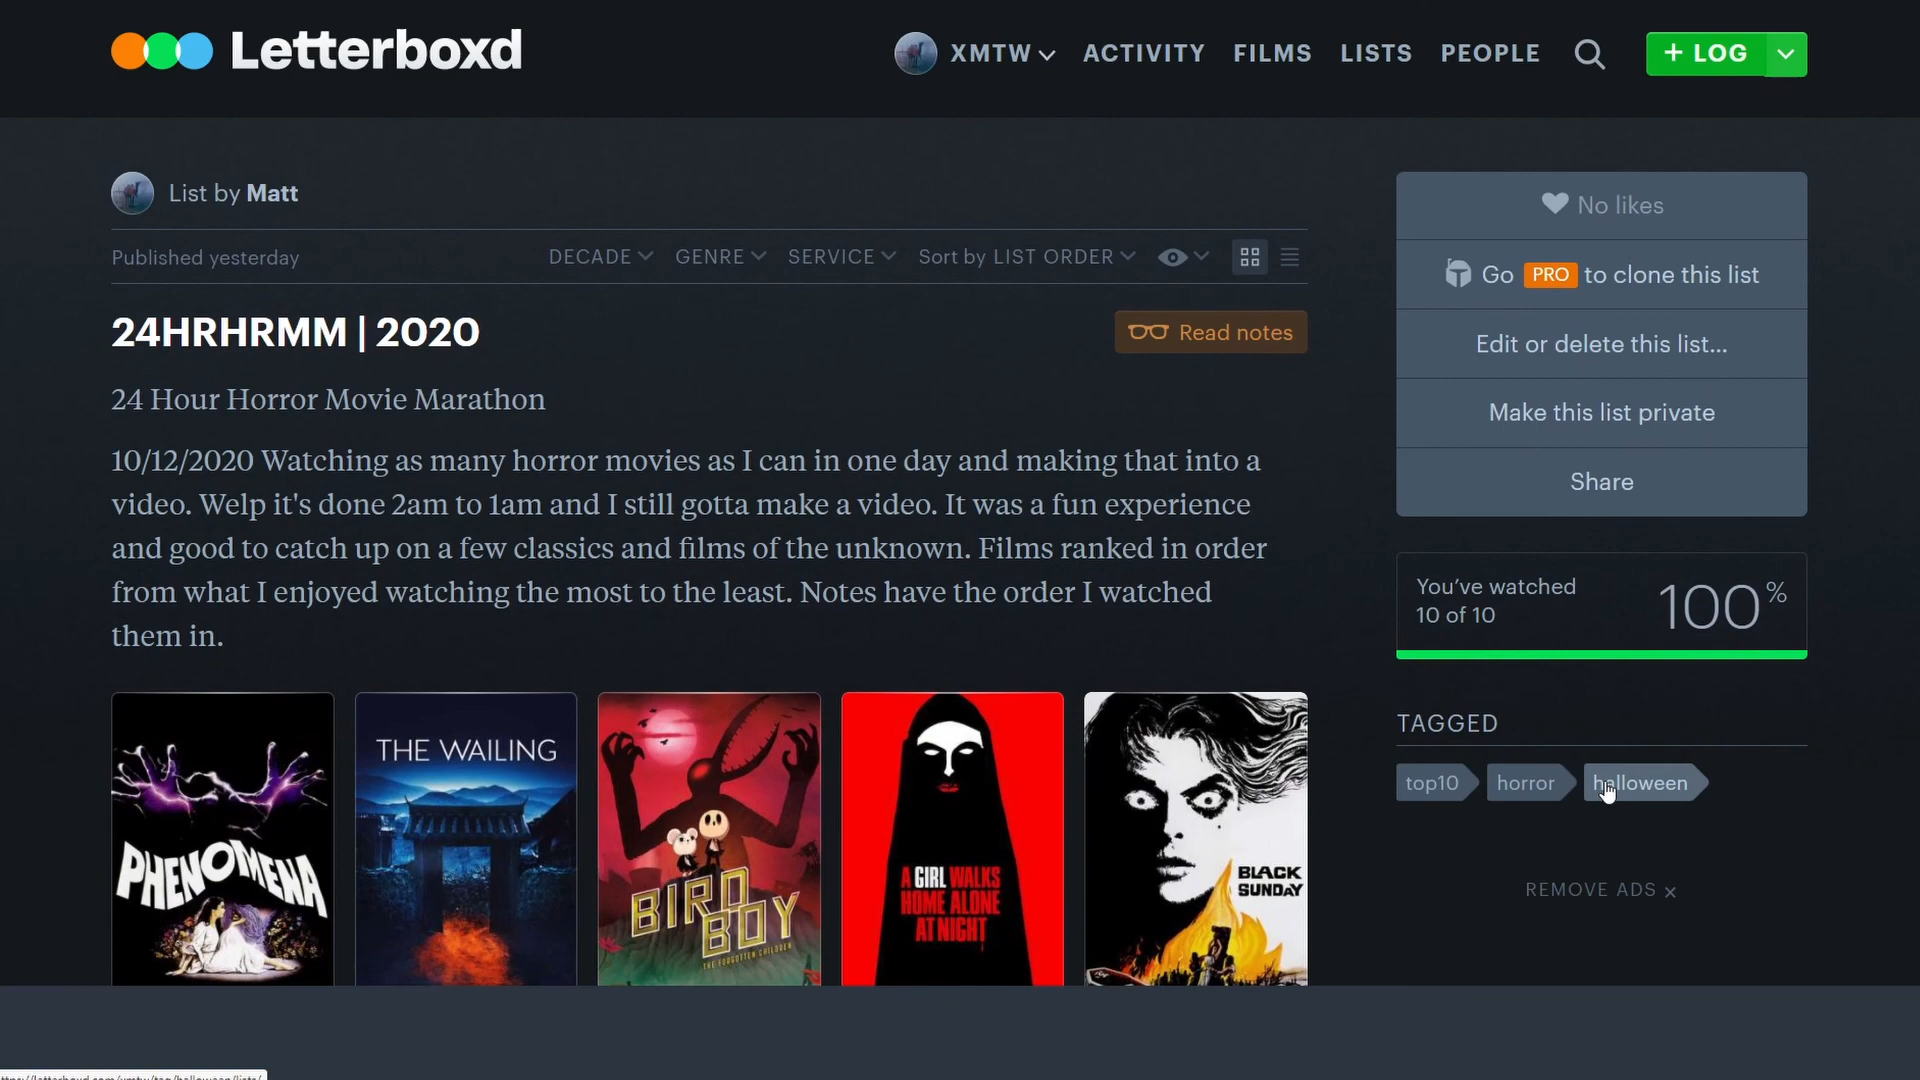 Letterboxd
XMTW ACTIVITY FILMS LISTS PEOPLE + LOG
List by Matt
Published yesterday DECADE GENRE SERVICE Sort by LIST ORDER
24HRHRMM | 2020
Read notes
24 Hour Horror Movie Marathon
10/12/2020 Watching as many horror movies as I can in one day and making that into a
video. Welp it's done 2am to 1am and I still gotta make a video. It was a fun experience
and good to catch up on a few classics and films of the unknown. Films ranked in order
from what I enjoyed watching the most to the least. Notes have the order I watched
them in.
PHENOMENA
THE WAILING
BIRD
BOY
THE FORGOTTEN CHILDREN
A GIRL WALKS
HOME ALONE
AT NIGHT
BLACK
SUNDAY
No likes
Go PRO to clone this list
Edit or delete this list...
Make this list private
Share
You've watched
10 of 10
100%
TAGGED
top10 horror halloween
REMOVE ADS ×